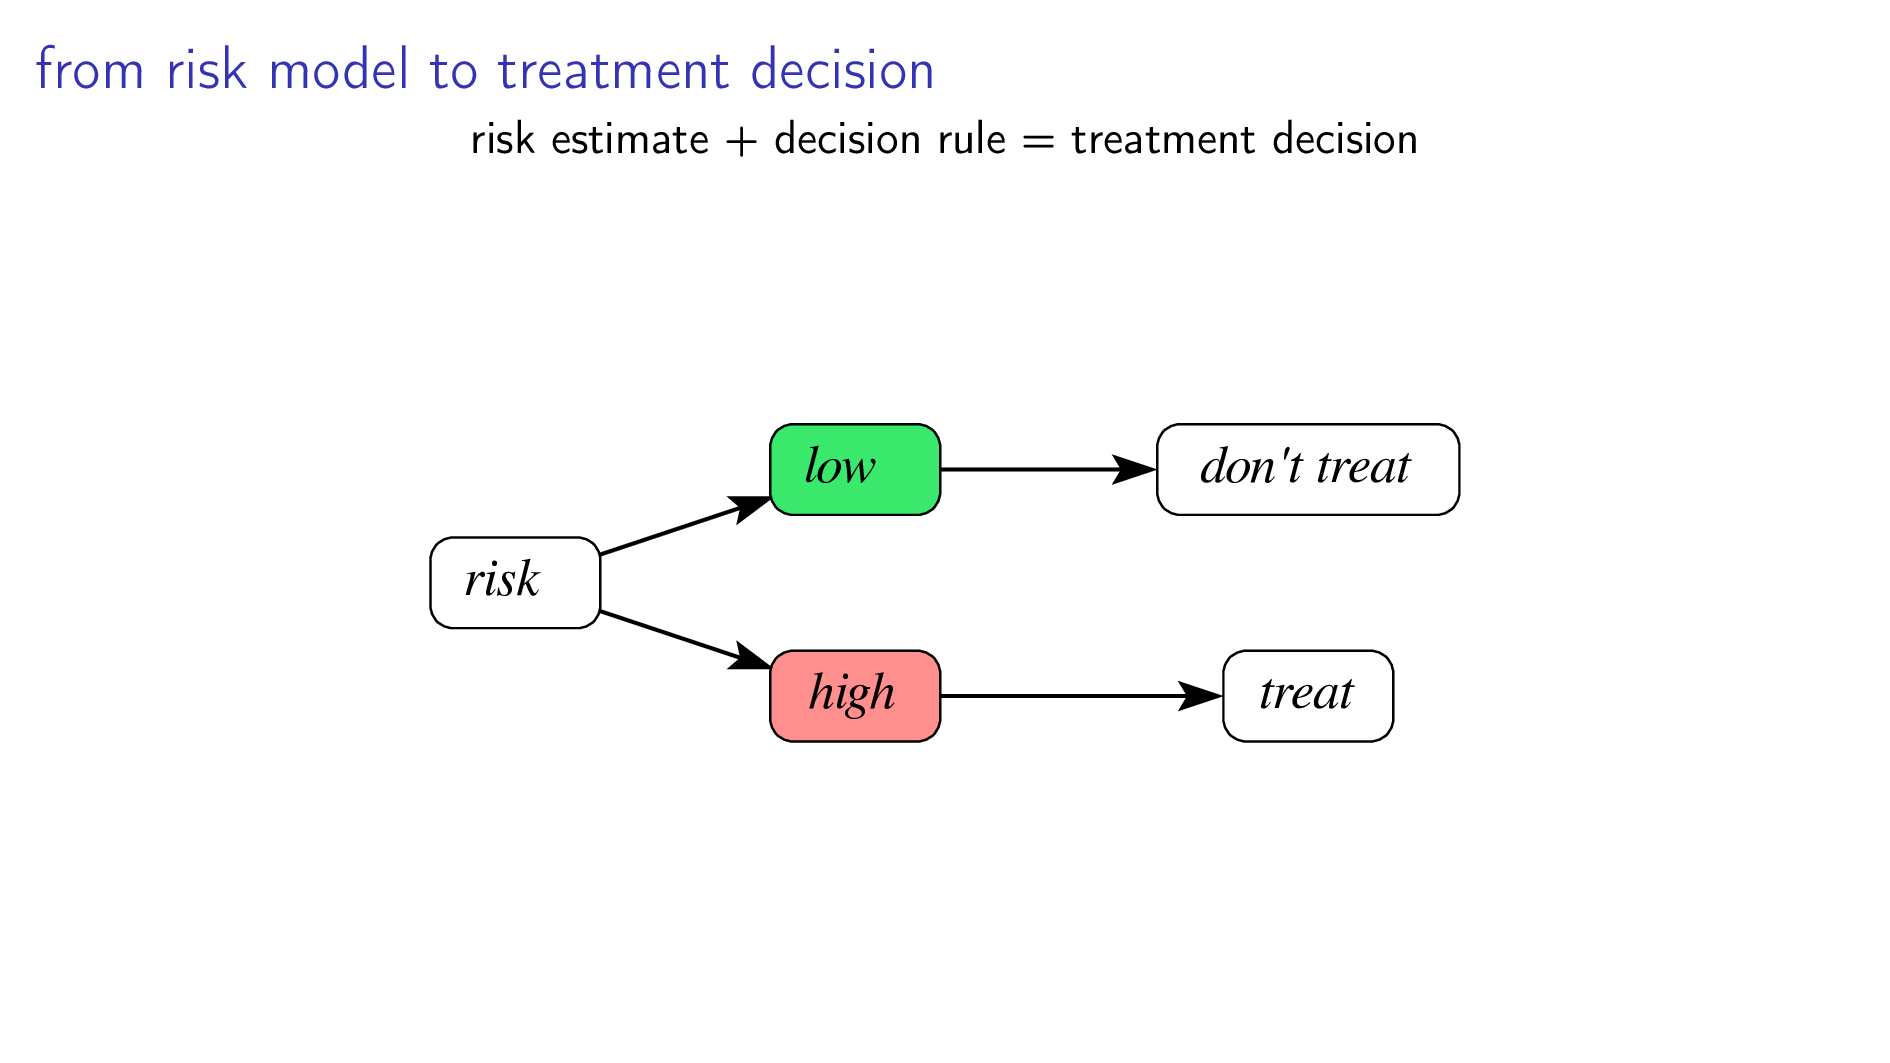 from risk model to treatment decision
risk estimate + decision rule = treatment decision
low
don't treat
risk
high
treat